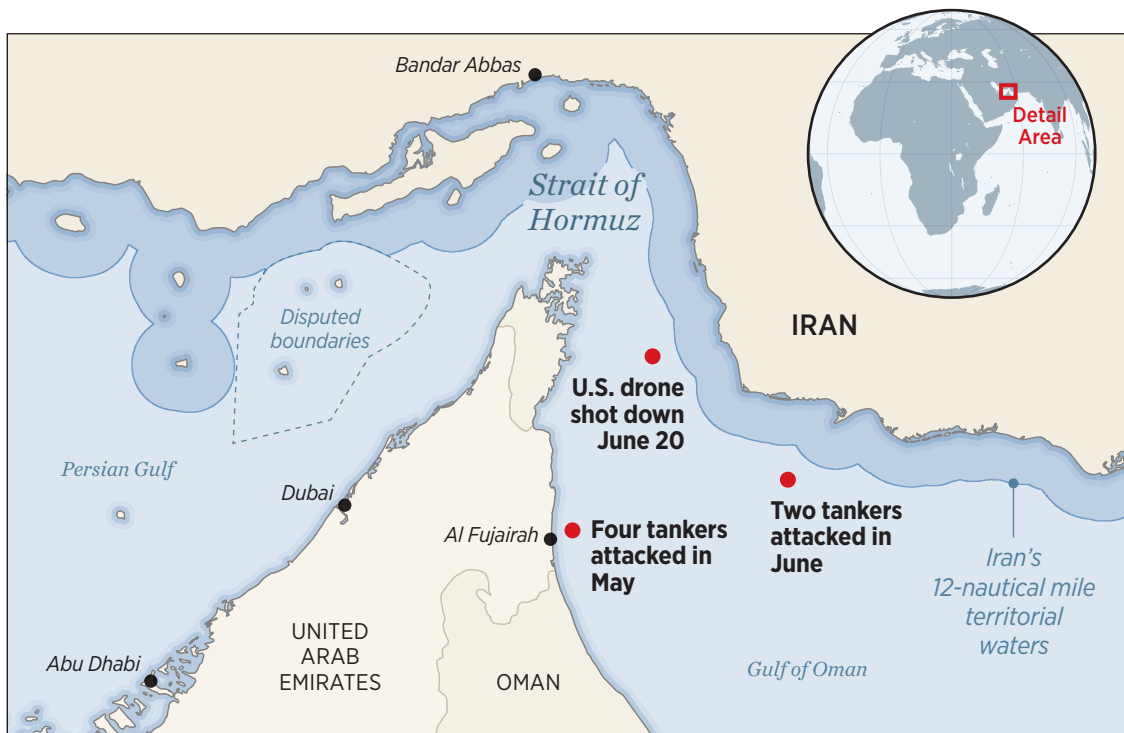 Bandar Abbas
Detail
Area
Strait of
Hormuz
IRAN
Disputed
boundaries
U.S. drone
shot down
June 20
Persian Gulf
Dubai
Two tankers
attacked in
June
Al Fujairah
Four tankers
attacked in
May
Iran's
12-nautical mile
territorial
waters
UNITED
ARAB
EMIRATES
Abu Dhabi
OMAN
Gulf of Oman